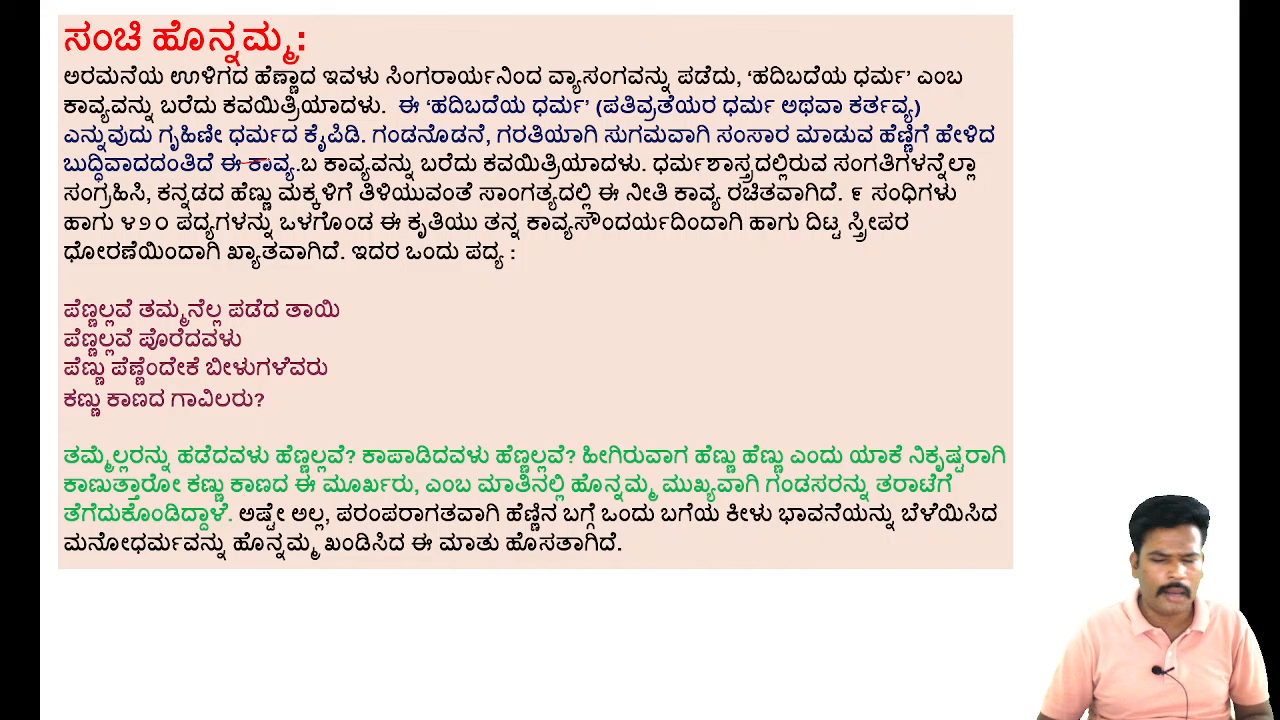 ಸಂಚಿ ಹೊನ್ನಮ್ಮ:
ಅರಮನೆಯ ಊಳಿಗದ ಹೆಣ್ಣಾದ ಇವಳು ಸಿಂಗರಾರ್ಯನಿಂದ ವ್ಯಾಸಂಗವನ್ನು ಪಡೆದು, ‘ಹದಿಬದೆಯ ಧರ್ಮ’ ಎಂಬ
ಕಾವ್ಯವನ್ನು ಬರೆದು ಕವಯಿತ್ರಿಯಾದಳು. ಈ ‘ಹದಿಬದೆಯ ಧರ್ಮ’ (ಪತಿವ್ರತೆಯರ ಧರ್ಮ ಅಥವಾ ಕರ್ತವ್ಯ)
ಎನ್ನುವುದು ಗೃಹಿಣೀ ಧರ್ಮದ ಕೈಪಿಡಿ. ಗಂಡನೊಡನೆ, ಗರತಿಯಾಗಿ ಸುಗಮವಾಗಿ ಸಂಸಾರ ಮಾಡುವ ಹೆಣ್ಣಿಗೆ ಹೇಳಿದ
ಬುದ್ಧಿವಾದದಂತಿದೆ ಈ ಕಾವ್ಯ.ಬ ಕಾವ್ಯವನ್ನು ಬರೆದು ಕವಯಿತ್ರಿಯಾದಳು. ಧರ್ಮಶಾಸ್ತ್ರದಲ್ಲಿರುವ ಸಂಗತಿಗಳನ್ನೆಲ್ಲಾ
ಸಂಗ್ರಹಿಸಿ, ಕನ್ನಡದ ಹೆಣ್ಣು ಮಕ್ಕಳಿಗೆ ತಿಳಿಯುವಂತೆ ಸಾಂಗತ್ಯದಲ್ಲಿ ಈ ನೀತಿ ಕಾವ್ಯ ರಚಿತವಾಗಿದೆ. ೯ ಸಂಧಿಗಳು
ಹಾಗು ೪೨೦ ಪದ್ಯಗಳನ್ನು ಒಳಗೊಂಡ ಈ ಕೃತಿಯು ತನ್ನ ಕಾವ್ಯಸೌಂದರ್ಯದಿಂದಾಗಿ ಹಾಗು ದಿಟ್ಟ ಸ್ತ್ರೀಪರ
ಧೋರಣೆಯಿಂದಾಗಿ ಖ್ಯಾತವಾಗಿದೆ. ಇದರ ಒಂದು ಪದ್ಯ :
ಪೆಣ್ಣಲ್ಲವೆ ತಮ್ಮನೆಲ್ಲ ಪಡೆದ ತಾಯಿ
ಪೆಣ್ಣಲ್ಲವೆ ಪೊರೆದವಳು
ಪೆಣ್ಣು ಪೆಣ್ಣೆಂದೇಕೆ ಬೀಳುಗಳೆವರು
ಕಣ್ಣು ಕಾಣದ ಗಾವಿಲರು?
ತಮ್ಮೆಲ್ಲರನ್ನು ಹಡೆದವಳು ಹೆಣ್ಣಲ್ಲವೆ? ಕಾಪಾಡಿದವಳು ಹೆಣ್ಣಲ್ಲವೆ? ಹೀಗಿರುವಾಗ ಹೆಣ್ಣು ಹೆಣ್ಣು ಎಂದು ಯಾಕೆ ನಿಕೃಷ್ಟರಾಗಿ
ಕಾಣುತ್ತಾರೋ ಕಣ್ಣು ಕಾಣದ ಈ ಮೂರ್ಖರು, ಎಂಬ ಮಾತಿನಲ್ಲಿ ಹೊನ್ನಮ್ಮ ಮುಖ್ಯವಾಗಿ ಗಂಡಸರನ್ನು ತರಾಟೆಗೆ
ತೆಗೆದುಕೊಂಡಿದ್ದಾಳೆ. ಅಷ್ಟೇ ಅಲ್ಲ, ಪರಂಪರಾಗತವಾಗಿ ಹೆಣ್ಣಿನ ಬಗ್ಗೆ ಒಂದು ಬಗೆಯ ಕೀಳು ಭಾವನೆಯನ್ನು ಬೆಳೆಯಿಸಿದ
ಮನೋಧರ್ಮವನ್ನು ಹೊನ್ನಮ್ಮ ಖಂಡಿಸಿದ ಈ ಮಾತು ಹೊಸತಾಗಿದೆ.